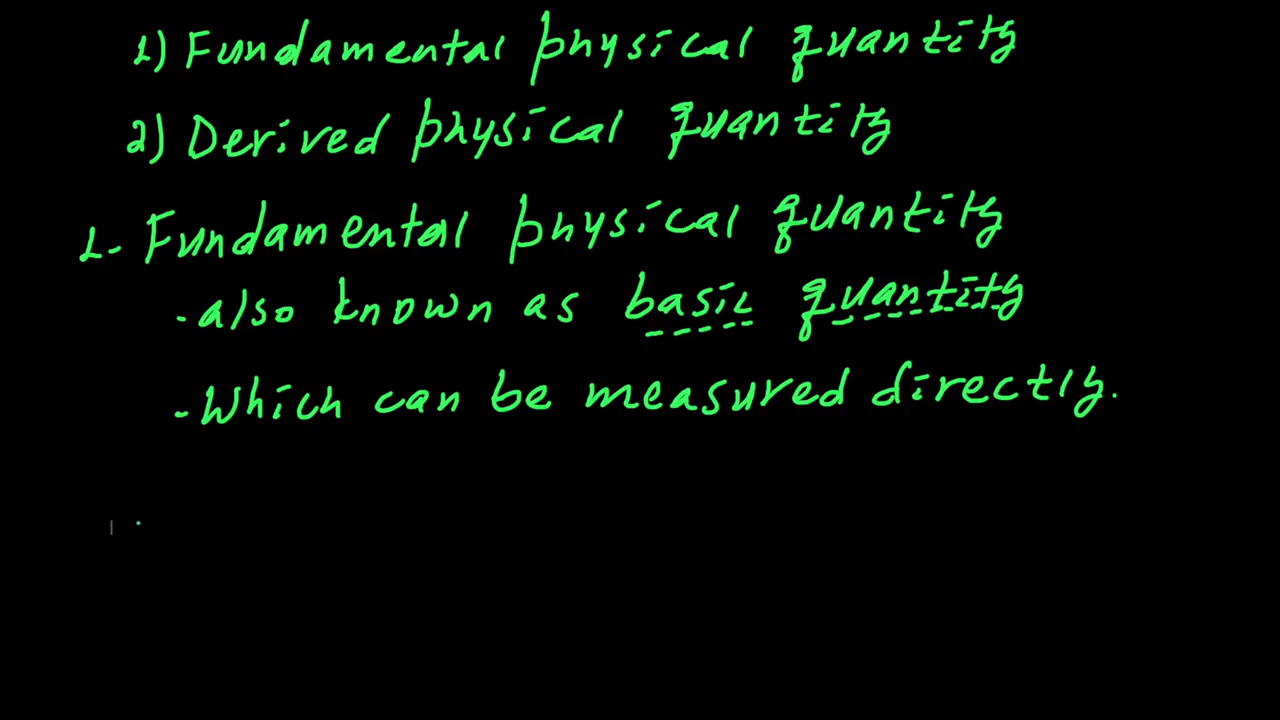 1) Fundamental physical quantity
2) Derived physical quantity
1- Fundamental physical quantity
- also known as basic quantity
- Which can be measured directly.